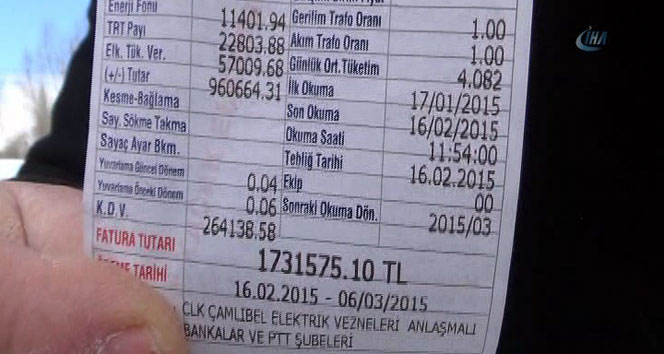 Enerji Fonu 11401.94
TRT Payı 22803.88
Elk. Tük. Ver. 57009.68
(+/-) Tutar 960664.31
Kesme-Bağlama
Say. Sökme Takma
Sayaç Ayar Bkm.
Yuvarlama Güncel Dönem 0.04
Yuvarlama Önceki Dönem 0.06
K.D.V. 264138.58
Gerilim Trafo Oranı 1.00
Akım Trafo Oranı 1.00
Günlük Ort.Tüketim 4.082
İlk Okuma 17/01/2015
Son Okuma 16/02/2015
Okuma Saati 11:54:00
Tebliğ Tarihi 16.02.2015
Ekip 00
Sonraki Okuma Dön. 2015/03
FATURA TUTARI 1731575.10 TL
TARİHİ 16.02.2015 - 06/03/2015
CLK ÇAMLIBEL ELEKTRIK VEZNELERİ ANLAŞMALI
BANKALAR VE PTT ŞUBELERİ
İHA